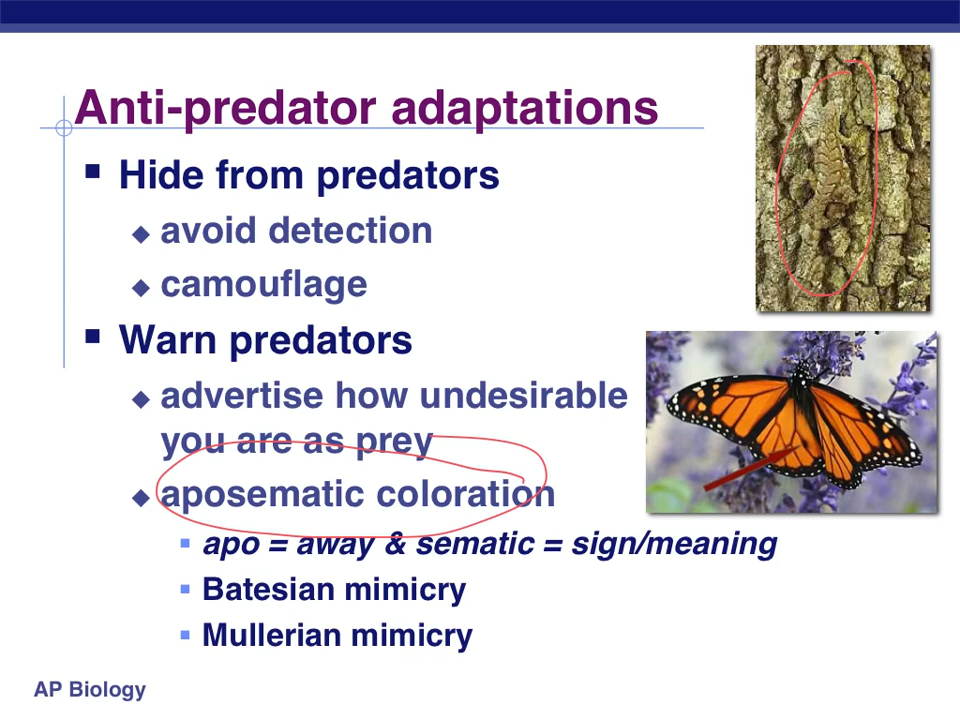 Anti-predator adaptations
Hide from predators
avoid detection
camouflage
Warn predators
advertise how undesirable
you are as prey
aposematic coloration
apo = away & sematic = sign/meaning
Batesian mimicry
Mullerian mimicry
AP Biology